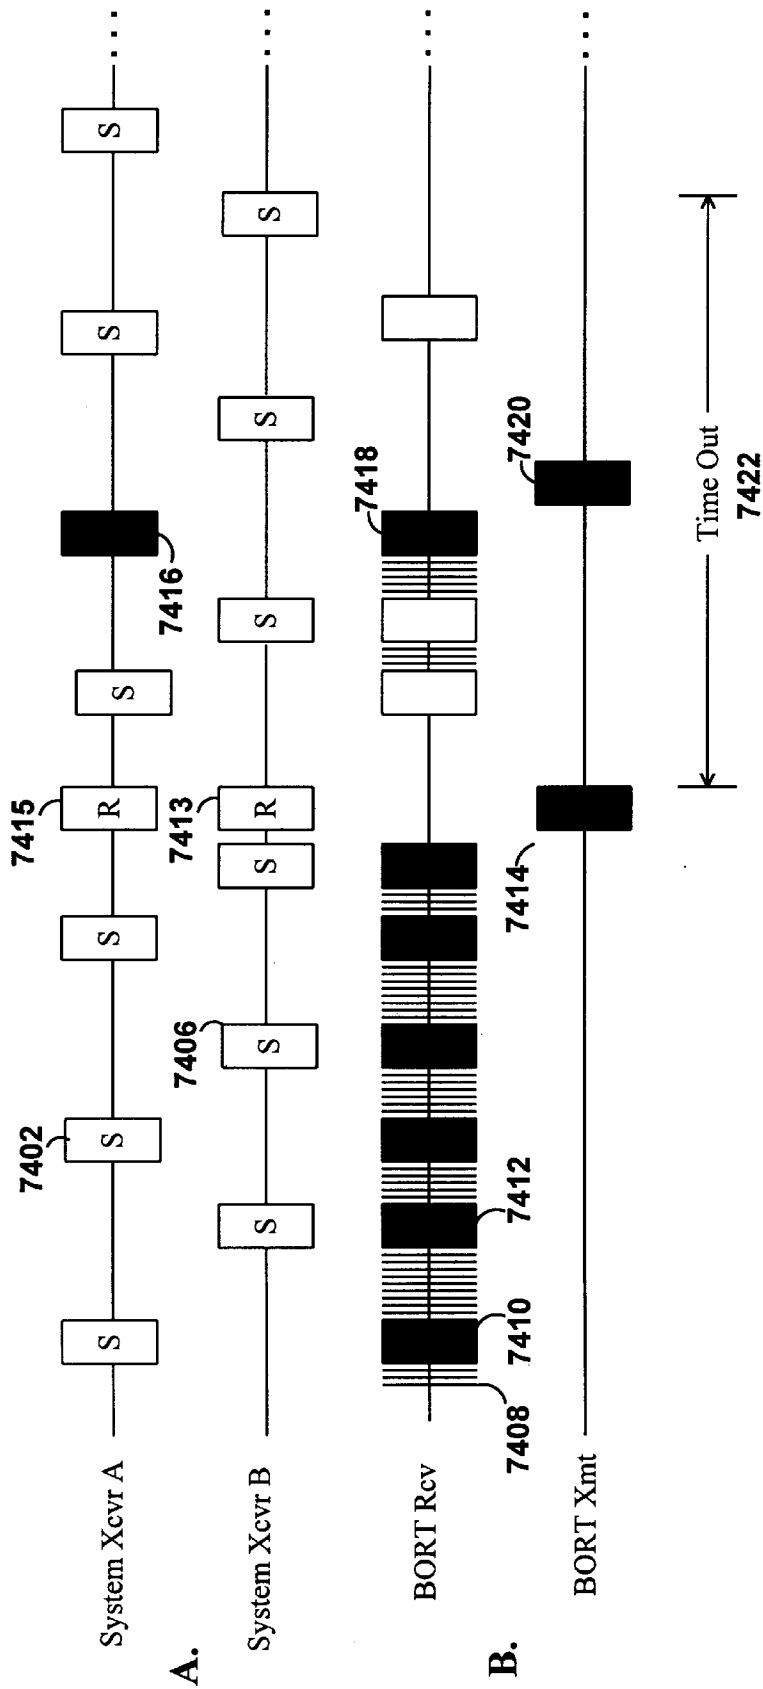 7402 7415
System Xcvr A S S S R S S S ...
A. 7406 7413 7416
System Xcvr B S S S R S S S ...
7418
BORT Rcv ...
B. 7408 7410 7412 7414 7420
BORT Xmt ...
Time Out
7422